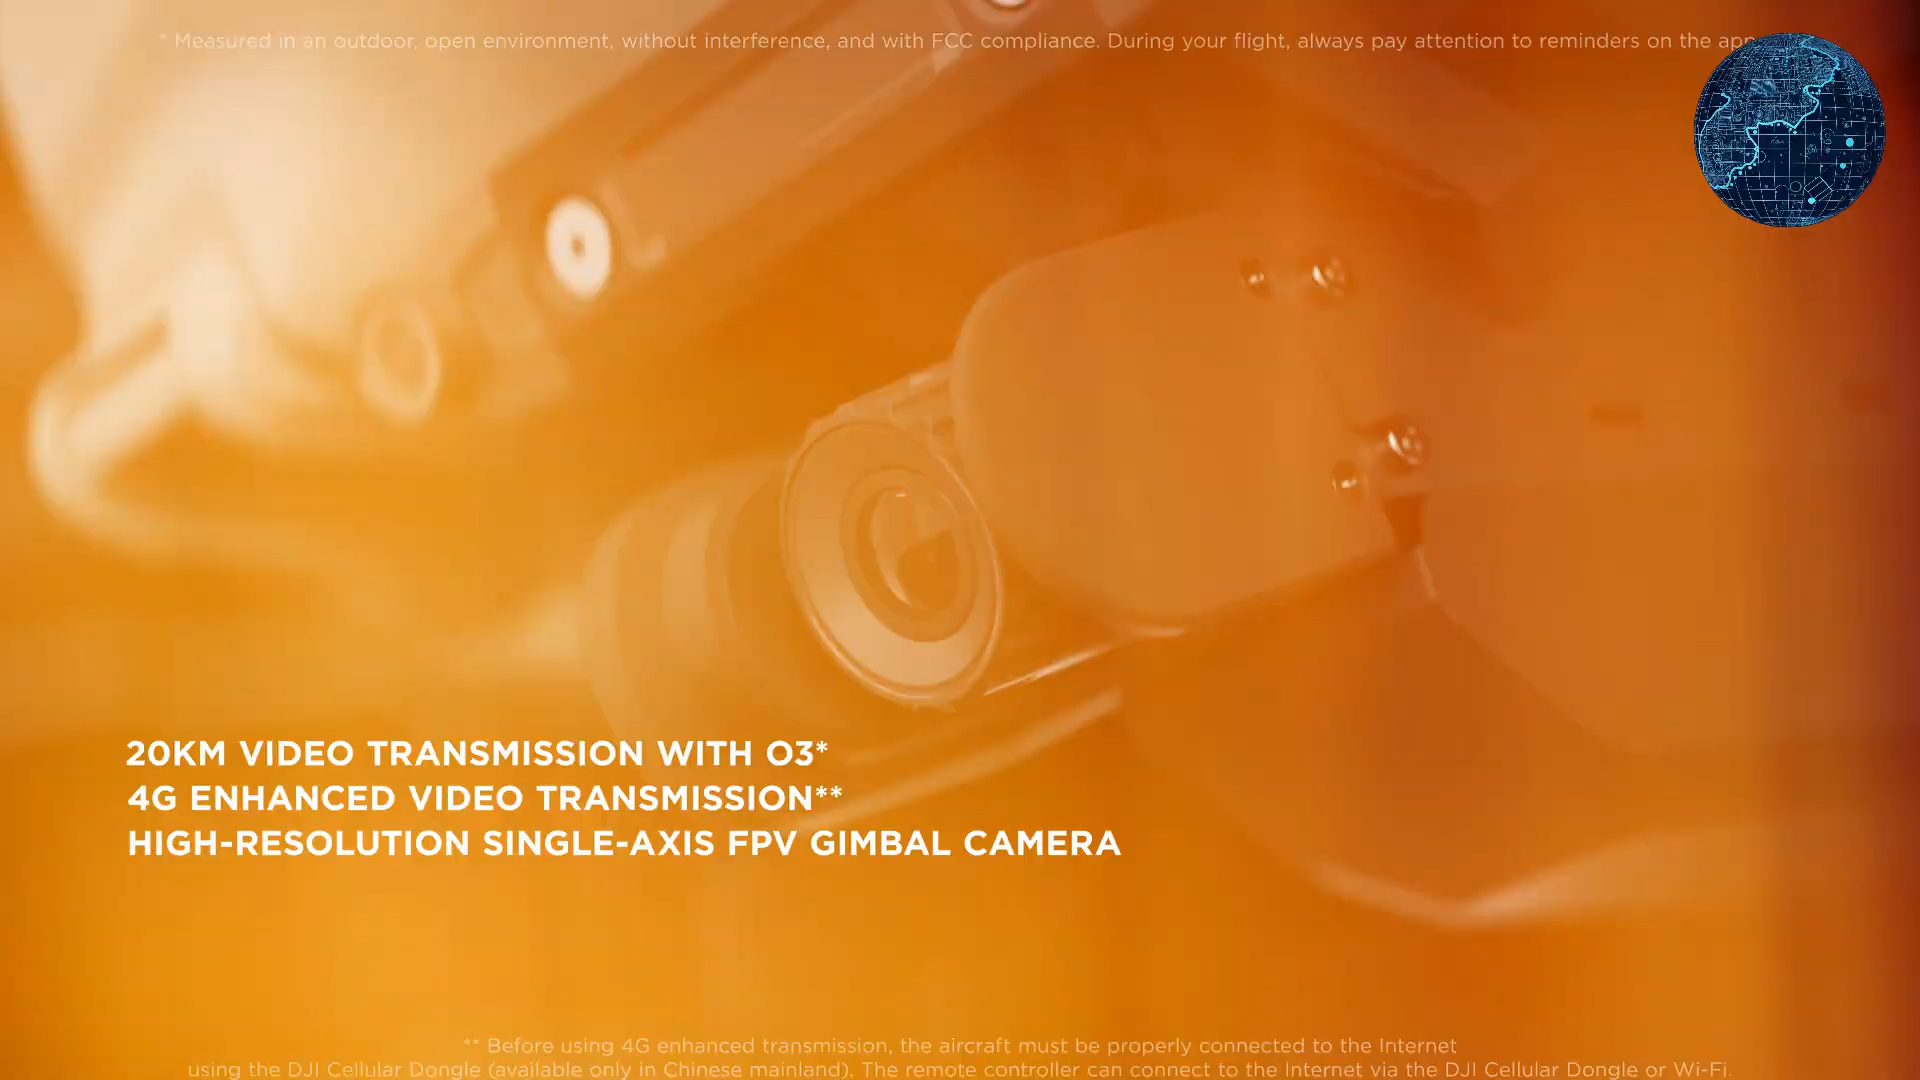 * Measured in an outdoor, open environment, without interference, and with FCC compliance. During your flight, always pay attention to reminders on the app
20KM VIDEO TRANSMISSION WITH O3*
4G ENHANCED VIDEO TRANSMISSION**
HIGH-RESOLUTION SINGLE-AXIS FPV GIMBAL CAMERA
** Before using 4G enhanced transmission, the aircraft must be properly connected to the Internet
using the DJI Cellular Dongle (available only in Chinese mainland). The remote controller can connect to the Internet via the DJI Cellular Dongle or Wi-Fi.